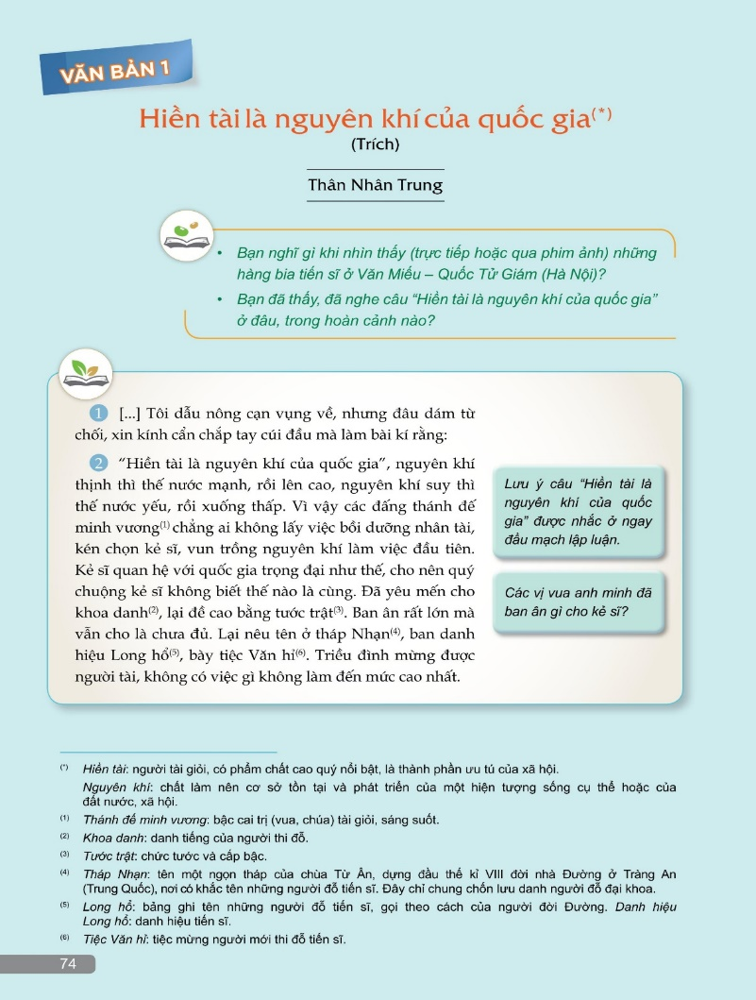 VĂN BẢN 1
Hiền tài là nguyên khí của quốc gia(*)
(Trích)
Thân Nhân Trung
• Bạn nghĩ gì khi nhìn thấy (trực tiếp hoặc qua phim ảnh) những
hàng bia tiến sĩ ở Văn Miếu – Quốc Tử Giám (Hà Nội)?
• Bạn đã thấy, đã nghe câu “Hiền tài là nguyên khí của quốc gia”
ở đâu, trong hoàn cảnh nào?
1 [...] Tôi dẫu nông cạn vụng về, nhưng đâu dám từ
chối, xin kính cẩn chắp tay cúi đầu mà làm bài kí rằng:
2 “Hiền tài là nguyên khí của quốc gia”, nguyên khí
thịnh thì thế nước mạnh, rồi lên cao, nguyên khí suy thì
thế nước yếu, rồi xuống thấp. Vì vậy các đấng thánh đế
minh vương(1) chẳng ai không lấy việc bồi dưỡng nhân tài,
kén chọn kẻ sĩ, vun trồng nguyên khí làm việc đầu tiên.
Kẻ sĩ quan hệ với quốc gia trọng đại như thế, cho nên quý
chuộng kẻ sĩ không biết thế nào là cùng. Đã yêu mến cho
khoa danh(2), lại đề cao bằng tước trật(3). Ban ân rất lớn mà
vẫn cho là chưa đủ. Lại nêu tên ở tháp Nhạn(4), ban danh
hiệu Long hổ(5), bày tiệc Văn hỉ(6). Triều đình mừng được
người tài, không có việc gì không làm đến mức cao nhất.
Lưu ý câu “Hiền tài là
nguyên khí của quốc
gia” được nhắc ở ngay
đầu mạch lập luận.
Các vị vua anh minh đã
ban ân gì cho kẻ sĩ?
(*) Hiền tài: người tài giỏi, có phẩm chất cao quý nổi bật, là thành phần ưu tú của xã hội.
Nguyên khí: chất làm nên cơ sở tồn tại và phát triển của một hiện tượng sống cụ thể hoặc của
đất nước, xã hội.
(1) Thánh đế minh vương: bậc cai trị (vua, chúa) tài giỏi, sáng suốt.
(2) Khoa danh: danh tiếng của người thi đỗ.
(3) Tước trật: chức tước và cấp bậc.
(4) Tháp Nhạn: tên một ngọn tháp của chùa Từ Ân, dựng đầu thế kỉ VIII đời nhà Đường ở Tràng An
(Trung Quốc), nơi có khắc tên những người đỗ tiến sĩ. Đây chỉ chung chốn lưu danh người đỗ đại khoa.
(5) Long hổ: bảng ghi tên những người đỗ tiến sĩ, gọi theo cách của người đời Đường. Danh hiệu
Long hổ: danh hiệu tiến sĩ.
(6) Tiệc Văn hỉ: tiệc mừng người mới thi đỗ tiến sĩ.
74